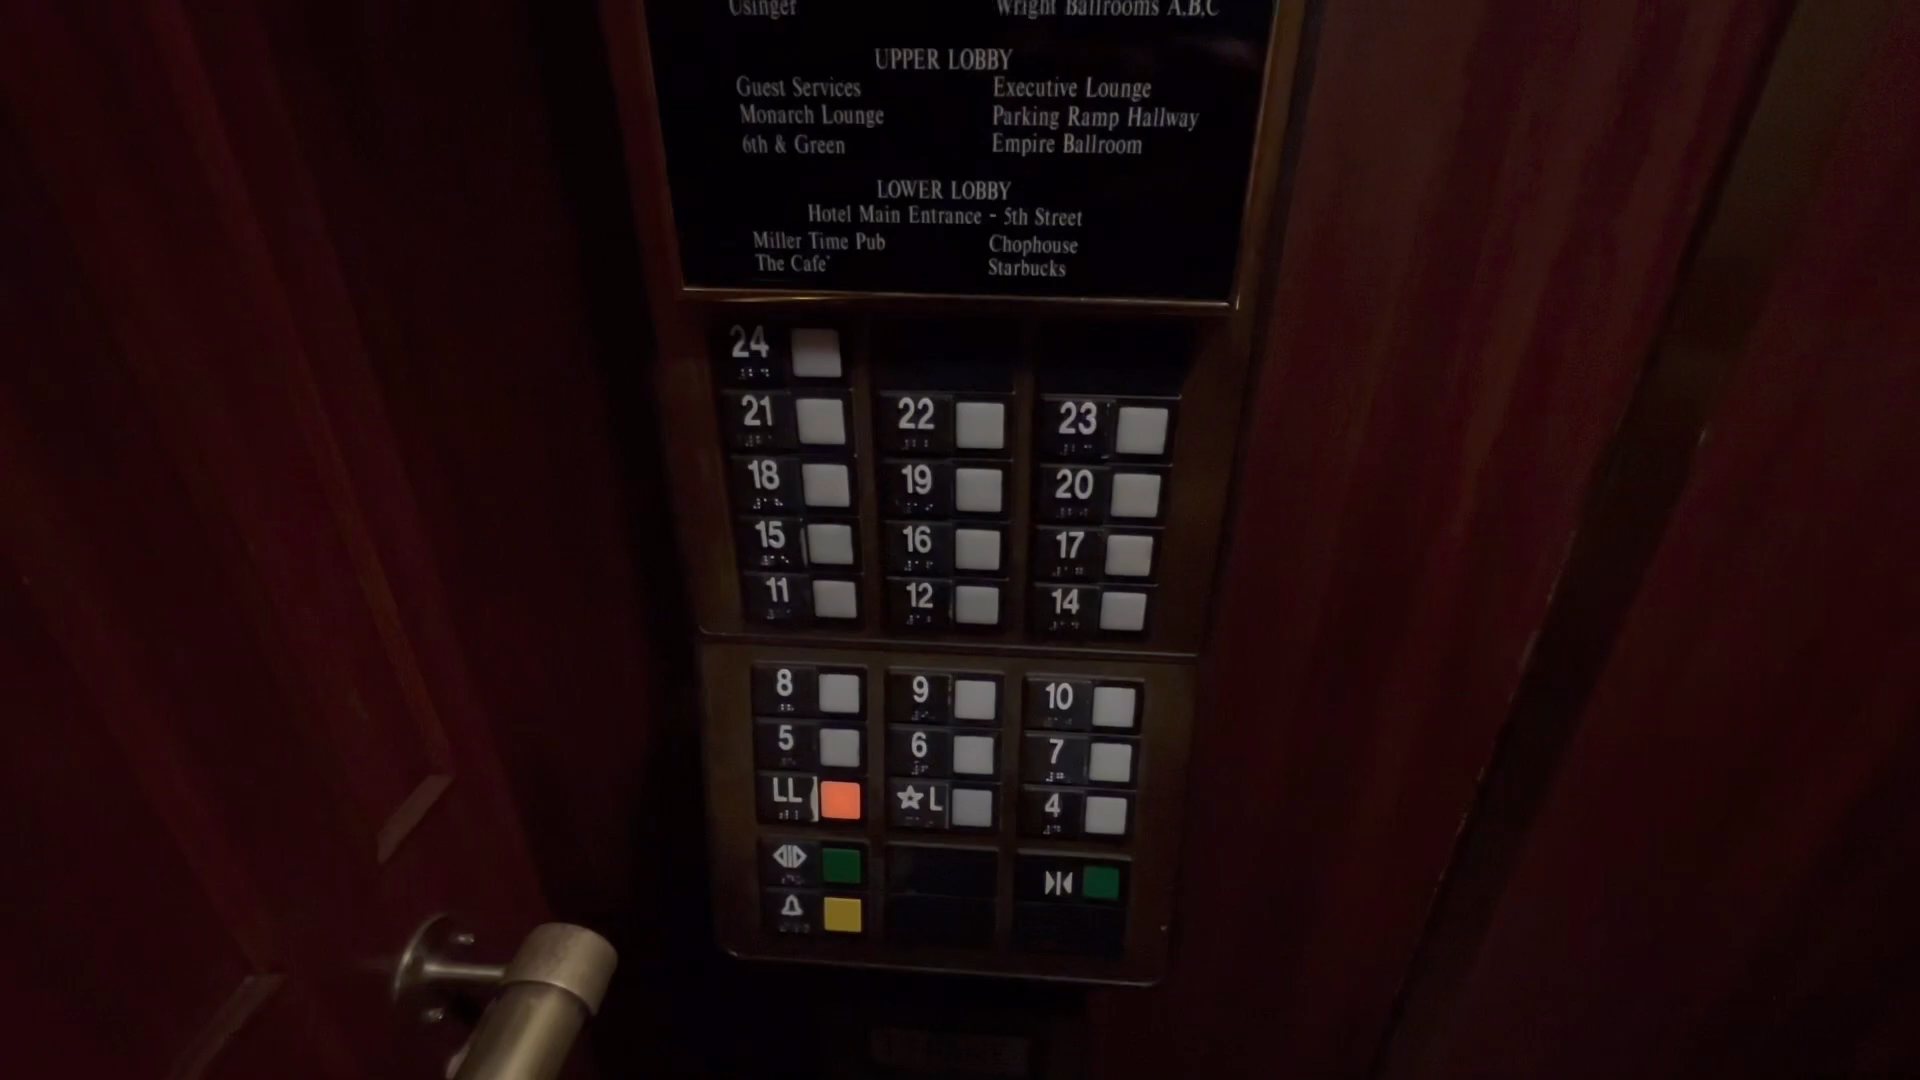 Usinger Wright Ballrooms A,B,C
UPPER LOBBY
Guest Services Executive Lounge
Monarch Lounge Parking Ramp Hallway
6th & Green Empire Ballroom
LOWER LOBBY
Hotel Main Entrance - 5th Street
Miller Time Pub Chophouse
The Cafe' Starbucks
24
21 22 23
18 19 20
15 16 17
11 12 14
8 9 10
5 6 7
LL ☆L 4